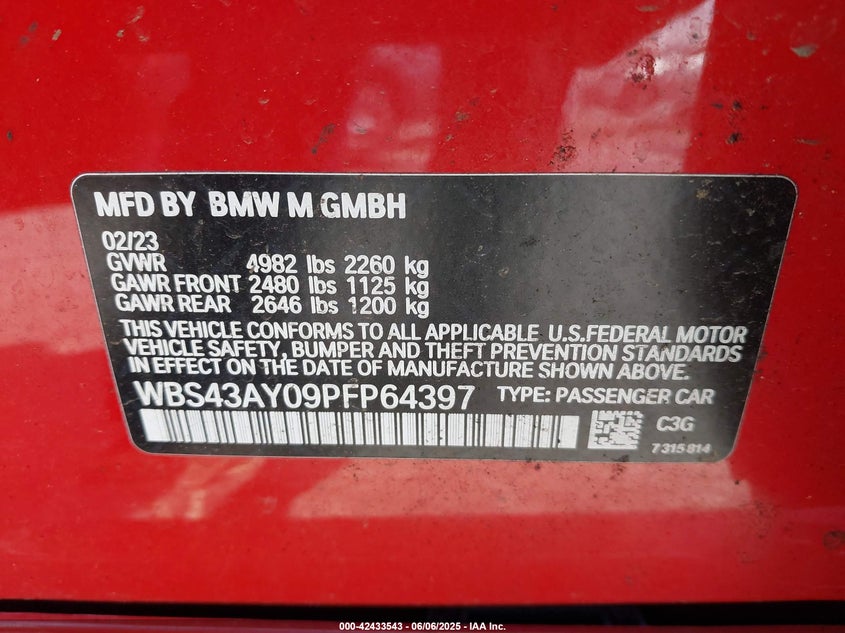 MFD BY BMW M GMBH
02/23
GVWR 4982 lbs 2260 kg
GAWR FRONT 2480 lbs 1125 kg
GAWR REAR 2646 lbs 1200 kg
THIS VEHICLE CONFORMS TO ALL APPLICABLE U.S.FEDERAL MOTOR
VEHICLE SAFETY, BUMPER AND THEFT PREVENTION STANDARDS
IN EFFECT ON THE DATE OF MANUFACTURE SHOWN ABOVE.
WBS43AY09PFP64397 TYPE: PASSENGER CAR
C3G
7 315 814
000-42433543 - 06/06/2025 - IAA Inc.